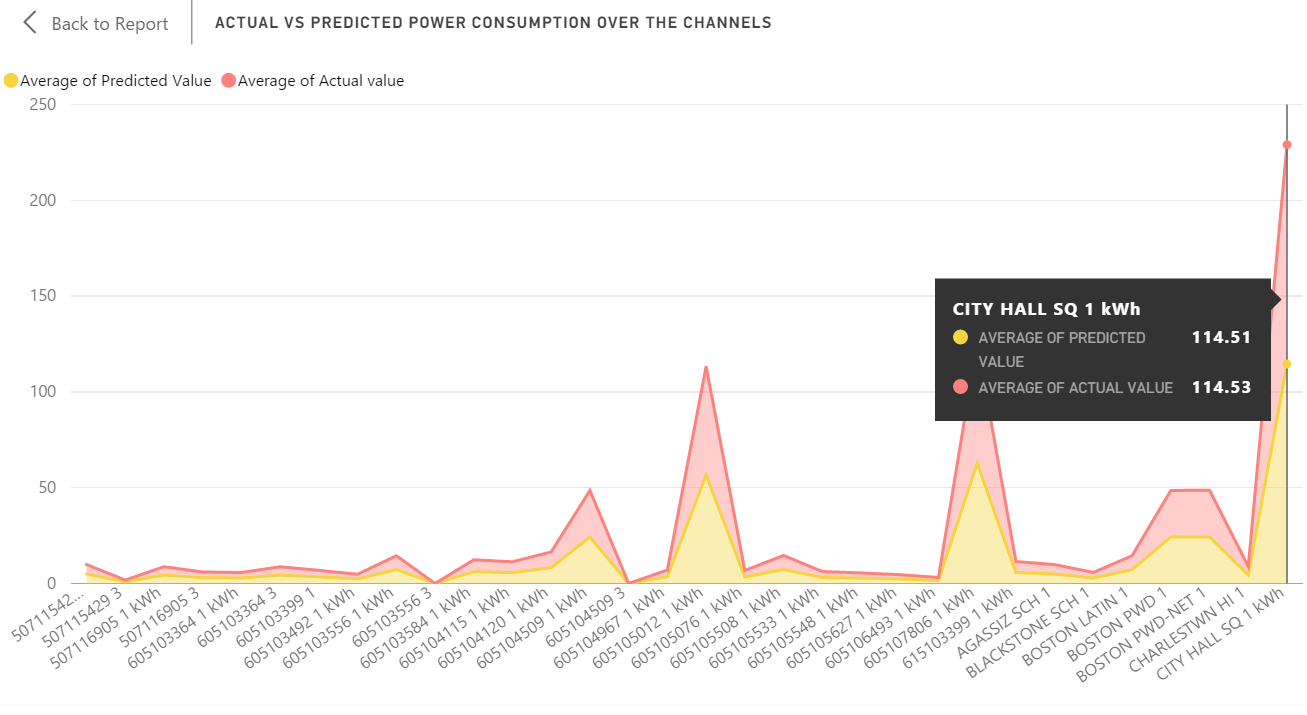 Back to Report
ACTUAL VS PREDICTED POWER CONSUMPTION OVER THE CHANNELS
Average of Predicted Value
Average of Actual value
250
200
150
100
50
0
CITY HALL SQ 1 kWh
AVERAGE OF PREDICTED VALUE 114.51
AVERAGE OF ACTUAL VALUE 114.53
50711542...
507115429 3
507116905 1 kWh
507116905 3
605103364 1 kWh
605103364 3
605103399 1
605103492 1 kWh
605103556 1 kWh
605103556 3
605103584 1 kWh
605104115 1 kWh
605104120 1 kWh
605104509 1 kWh
605104509 3
605104967 1 kWh
605105012 1 kWh
605105076 1 kWh
605105508 1 kWh
605105533 1 kWh
605105548 1 kWh
605105627 1 kWh
605106493 1 kWh
605107806 1 kWh
615103399 1 kWh
AGASSIZ SCH 1
BLACKSTONE SCH 1
BOSTON LATIN 1
BOSTON PWD 1
BOSTON PWD-NET 1
CHARLESTWN HI 1
CITY HALL SQ 1 kWh